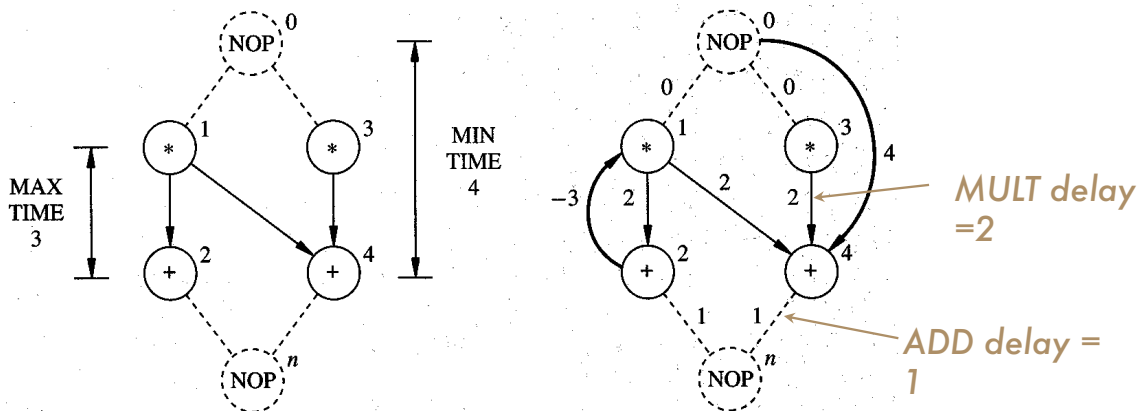 NOP 0
* 1
* 3
MAX
TIME
3
MIN
TIME
4
+ 2
+ 4
NOP n
NOP 0
0
0
* 1
* 3
4
−3
2
2
2
MULT delay
=2
+ 2
+ 4
1
1
ADD delay =
1
NOP n